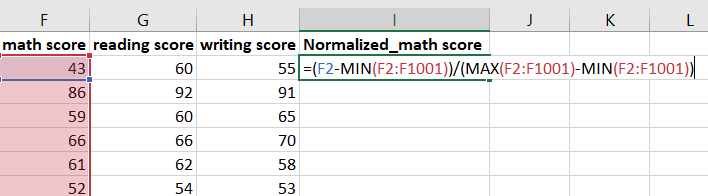 F G H I J K L
math score reading score writing score Normalized_math score
43 60 55 =(F2-MIN(F2:F1001))/(MAX(F2:F1001)-MIN(F2:F1001))
86 92 91
59 60 65
66 66 70
61 62 58
52 54 53